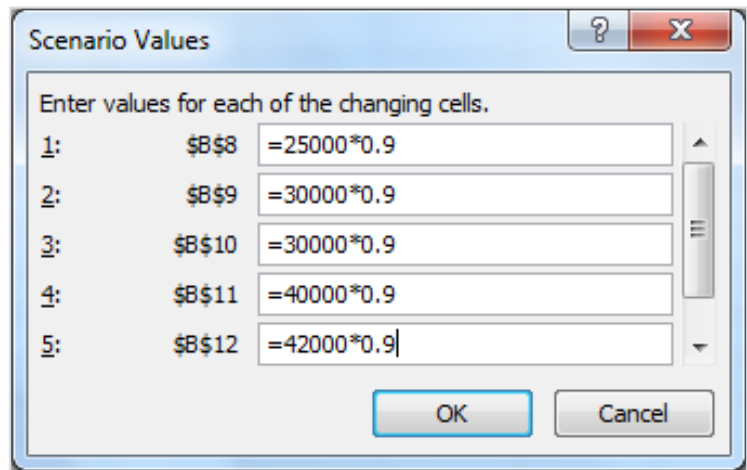 Scenario Values
Enter values for each of the changing cells.
1: $B$8 =25000*0.9
2: $B$9 =30000*0.9
3: $B$10 =30000*0.9
4: $B$11 =40000*0.9
5: $B$12 =42000*0.9
OK Cancel